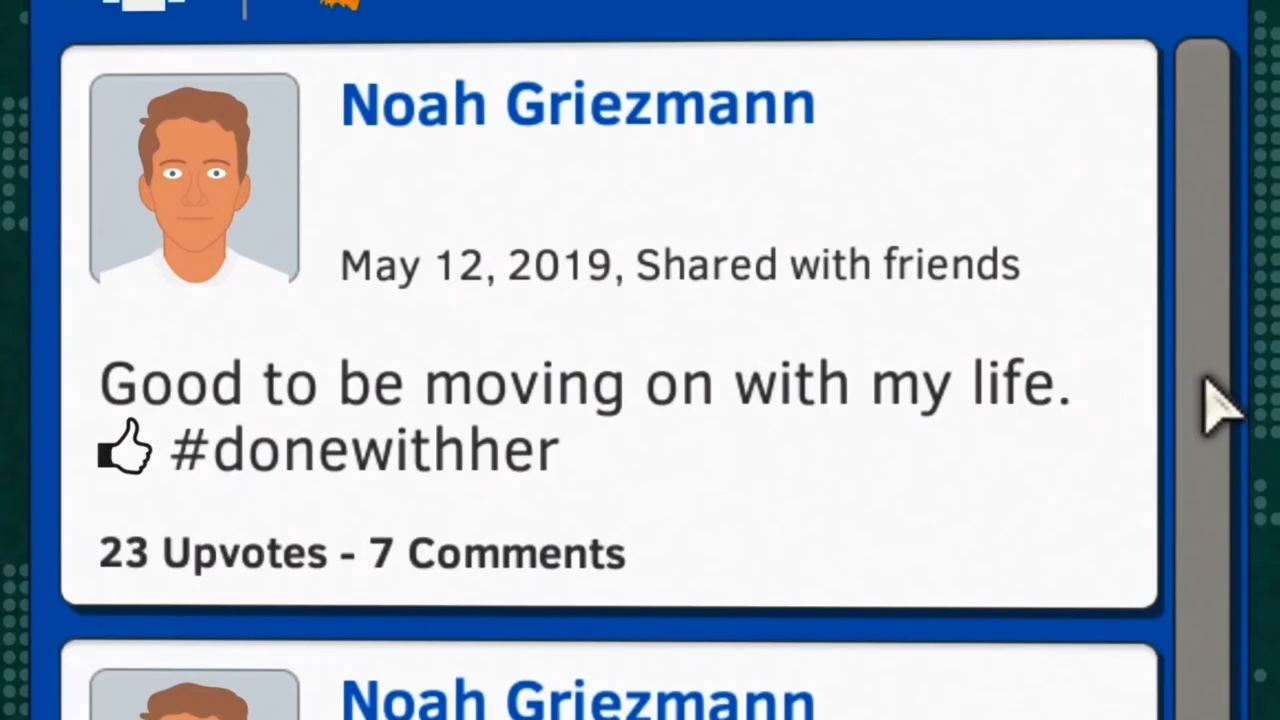 Noah Griezmann
May 12, 2019, Shared with friends
Good to be moving on with my life.
#donewithher
23 Upvotes - 7 Comments
Noah Griezmann